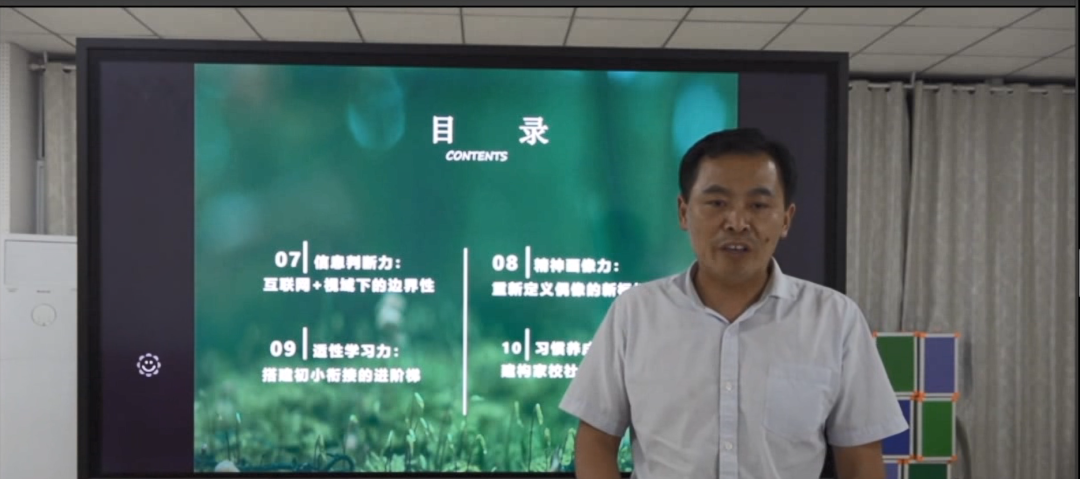 目 录
CONTENTS
07 信息判断力：
互联网+视域下的边界性
08 精神画像力：
重新定义偶像的新
09 适性学习力：
搭建初小衔接的进阶梯
10 习惯养
建构家校社